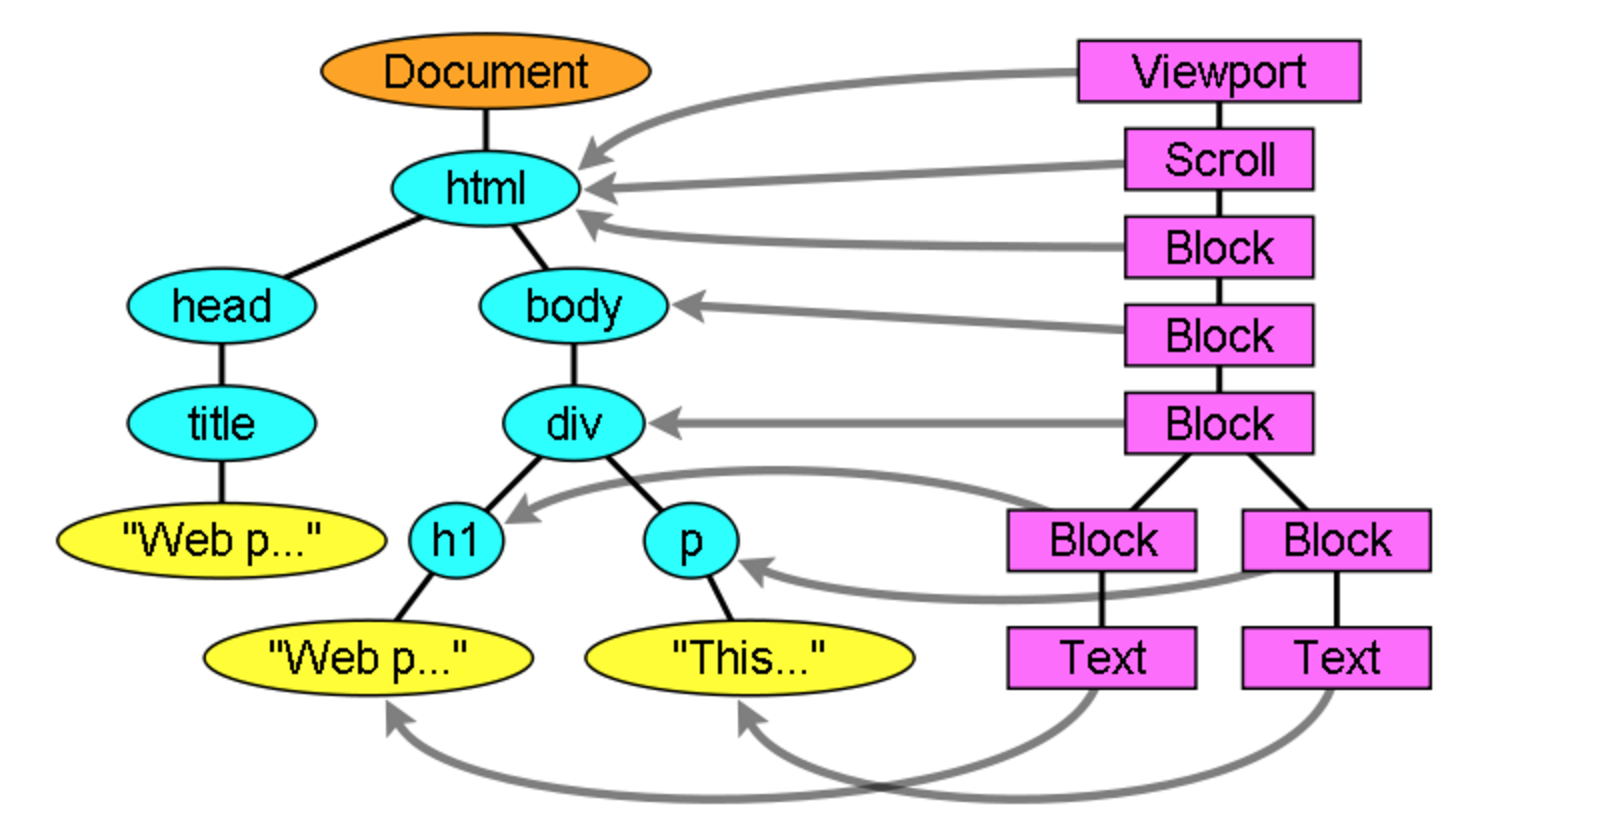 Document
Viewport
Scroll
html
Block
head
body
Block
title
div
Block
"Web p..."
h1
p
Block
Block
"Web p..."
"This..."
Text
Text